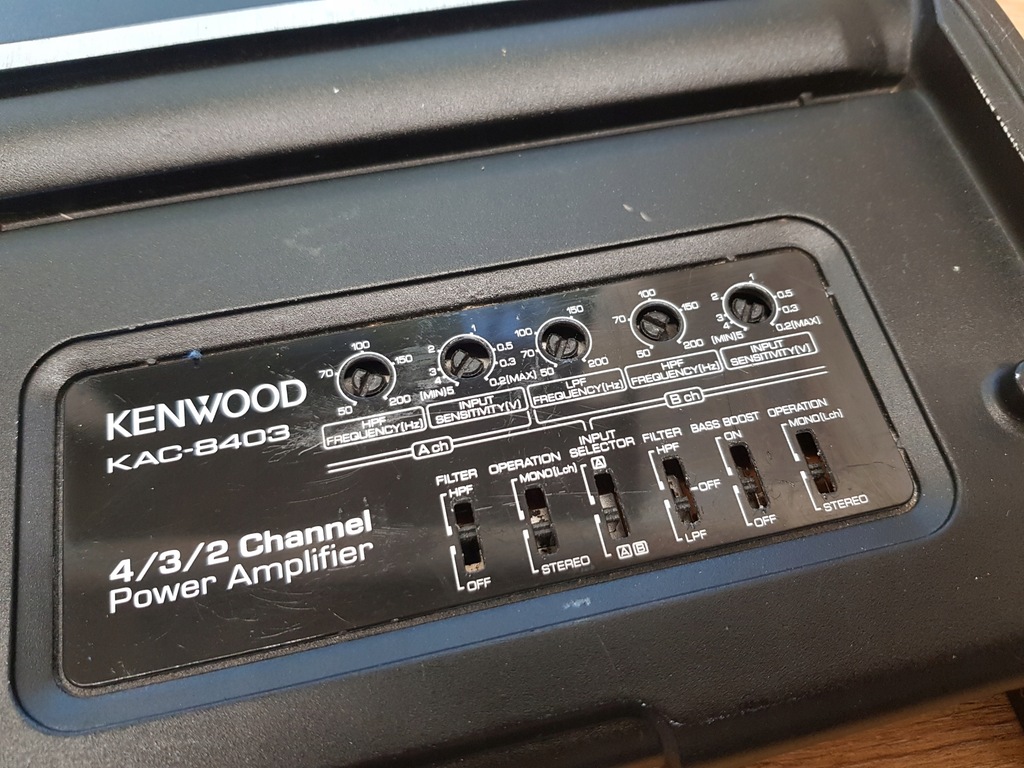 KENWOOD
KAC-8403
4/3/2 Channel
Power Amplifier
50 70 100 150 200
HPF
FREQUENCY(Hz)
(MIN)5 4 3 2 1 0.5 0.3 0.2(MAX)
INPUT
SENSITIVITY(V)
50 70 100 150 200
LPF
FREQUENCY(Hz)
50 70 100 150 200
HPF
FREQUENCY(Hz)
(MIN)5 4 3 2 1 0.5 0.3 0.2(MAX)
INPUT
SENSITIVITY(V)
A ch
B ch
FILTER
HPF
OFF
OPERATION
MONO(Lch)
STEREO
INPUT
SELECTOR
A
A B
FILTER
HPF
OFF
LPF
BASS BOOST
ON
OFF
OPERATION
MONO(Lch)
STEREO